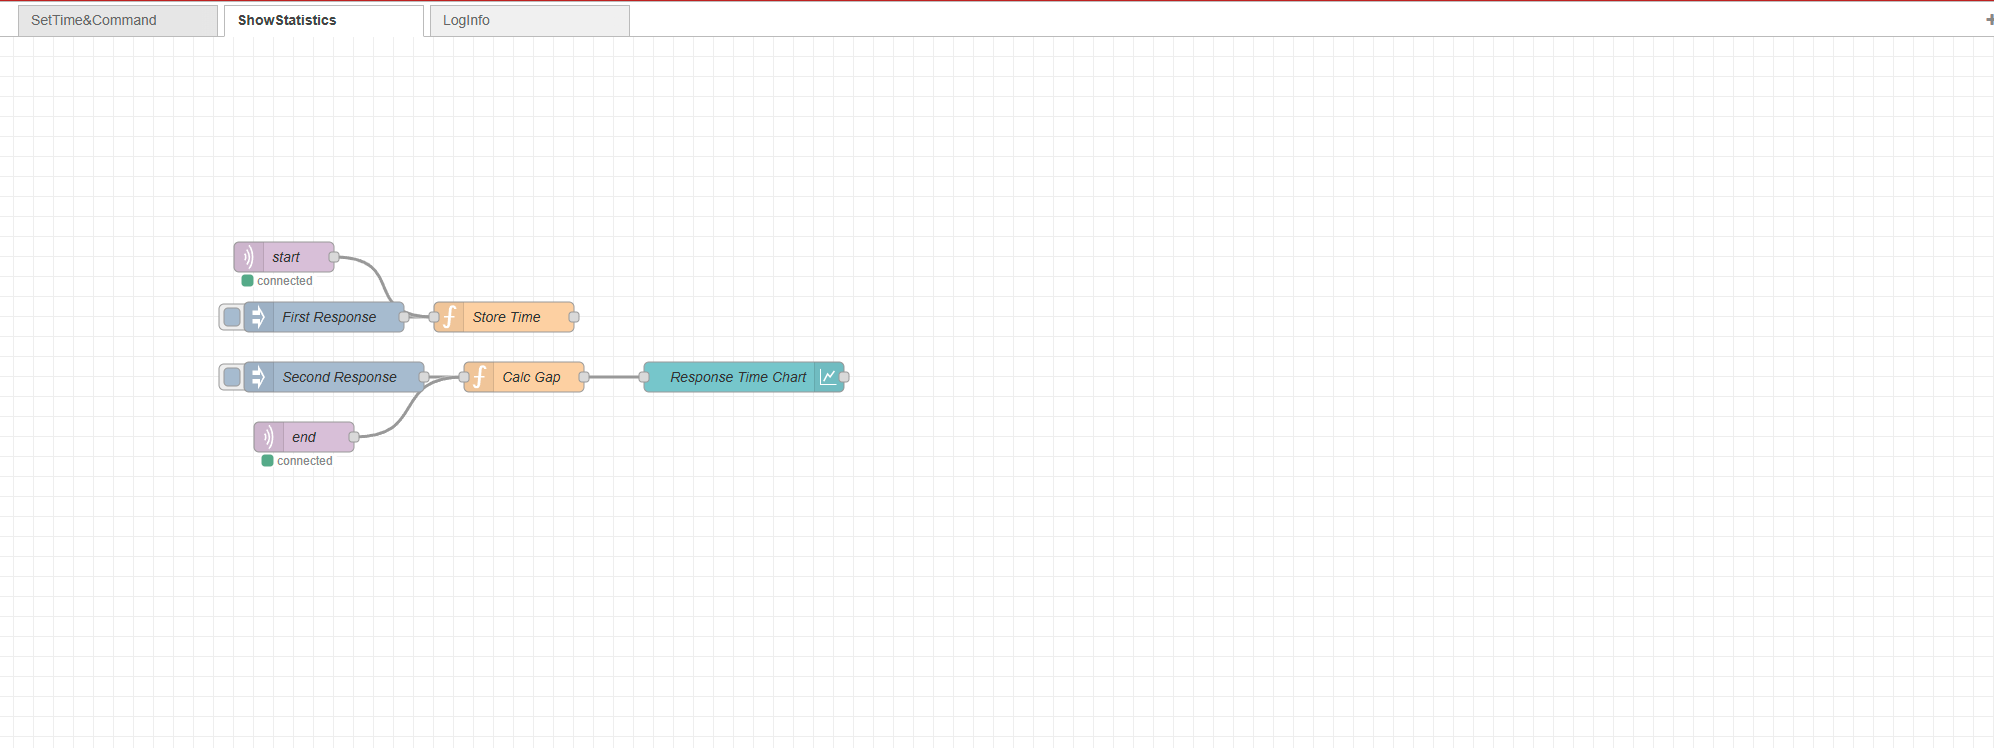 SetTime&Command
ShowStatistics
LogInfo
start
connected
First Response
Store Time
Second Response
Calc Gap
Response Time Chart
end
connected